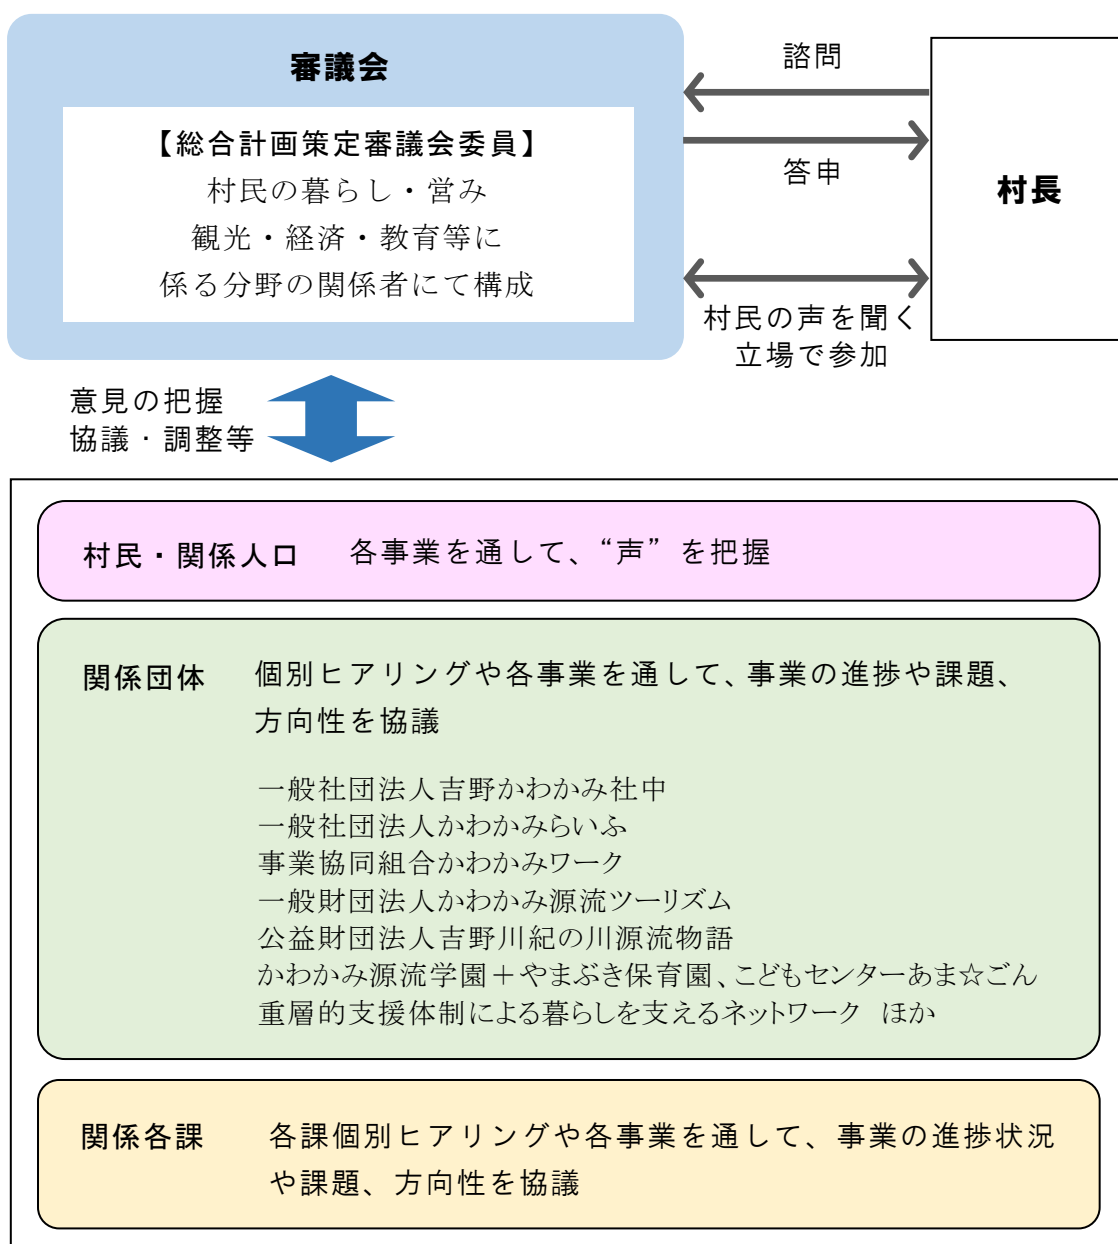 審議会
【総合計画策定審議会委員】
村民の暮らし・営み
観光・経済・教育等に
係る分野の関係者にて構成
諮問
答申
村長
村民の声を聞く
立場で参加
意見の把握
協議・調整等
村民・関係人口 各事業を通して、“声”を把握
関係団体 個別ヒアリングや各事業を通して、事業の進捗や課題、
方向性を協議
一般社団法人吉野かわかみ社中
一般社団法人かわかみらいふ
事業協同組合かわかみワーク
一般財団法人かわかみ源流ツーリズム
公益財団法人吉野川紀の川源流物語
かわかみ源流学園＋やまぶき保育園、こどもセンターあま☆ごん
重層的支援体制による暮らしを支えるネットワーク ほか
関係各課 各課個別ヒアリングや各事業を通して、事業の進捗状況
や課題、方向性を協議